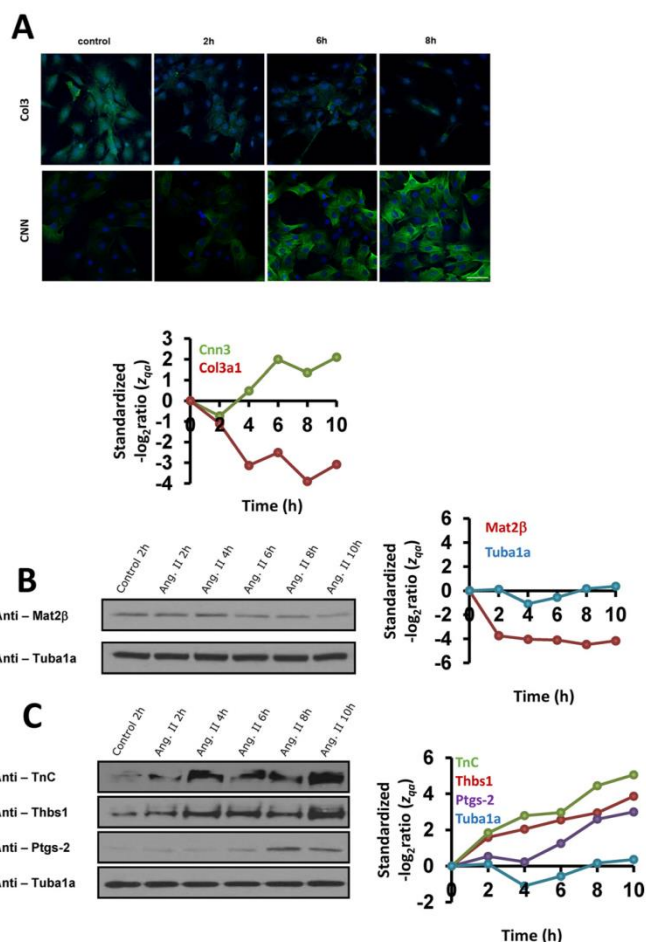 A
control 2h 6h 8h
Col3
CNN
3
2
1
0
-1
-2
-3
-4
Standardized
-log2ratio (zqa)
Cnn3
Col3a1
0 2 4 6 8 10
Time (h)
B
Control 2h
Ang. II 2h
Ang. II 4h
Ang. II 6h
Ang. II 8h
Ang. II 10h
Anti – Mat2β
Anti – Tuba1a
6
4
2
0
-2
-4
-6
Standardized
-log2ratio (zqa)
Mat2β
Tuba1a
0 2 4 6 8 10
Time (h)
C
Control 2h
Ang. II 2h
Ang. II 4h
Ang. II 6h
Ang. II 8h
Ang. II 10h
Anti – TnC
Anti – Thbs1
Anti – Ptgs-2
Anti – Tuba1a
6
4
2
0
-2
Standardized
-log2ratio (zqa)
TnC
Thbs1
Ptgs-2
Tuba1a
0 2 4 6 8 10
Time (h)